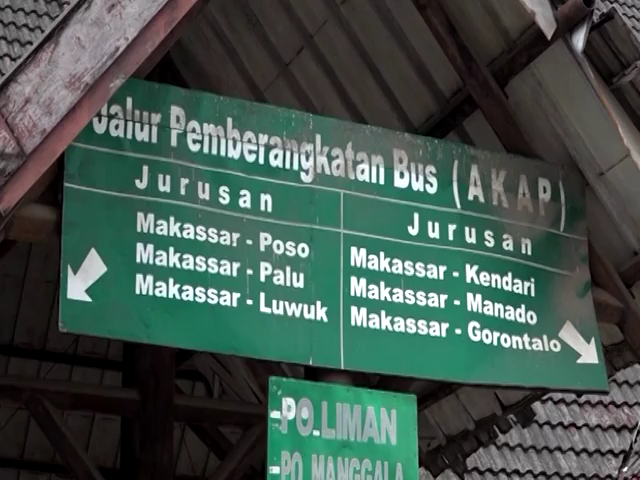 Jalur Pemberangkatan Bus (AKAP)
Jurusan
Makassar - Poso
Makassar - Palu
Makassar - Luwuk
Jurusan
Makassar - Kendari
Makassar - Manado
Makassar - Gorontalo
-PO.LIMAN
-PO.MANGGALA